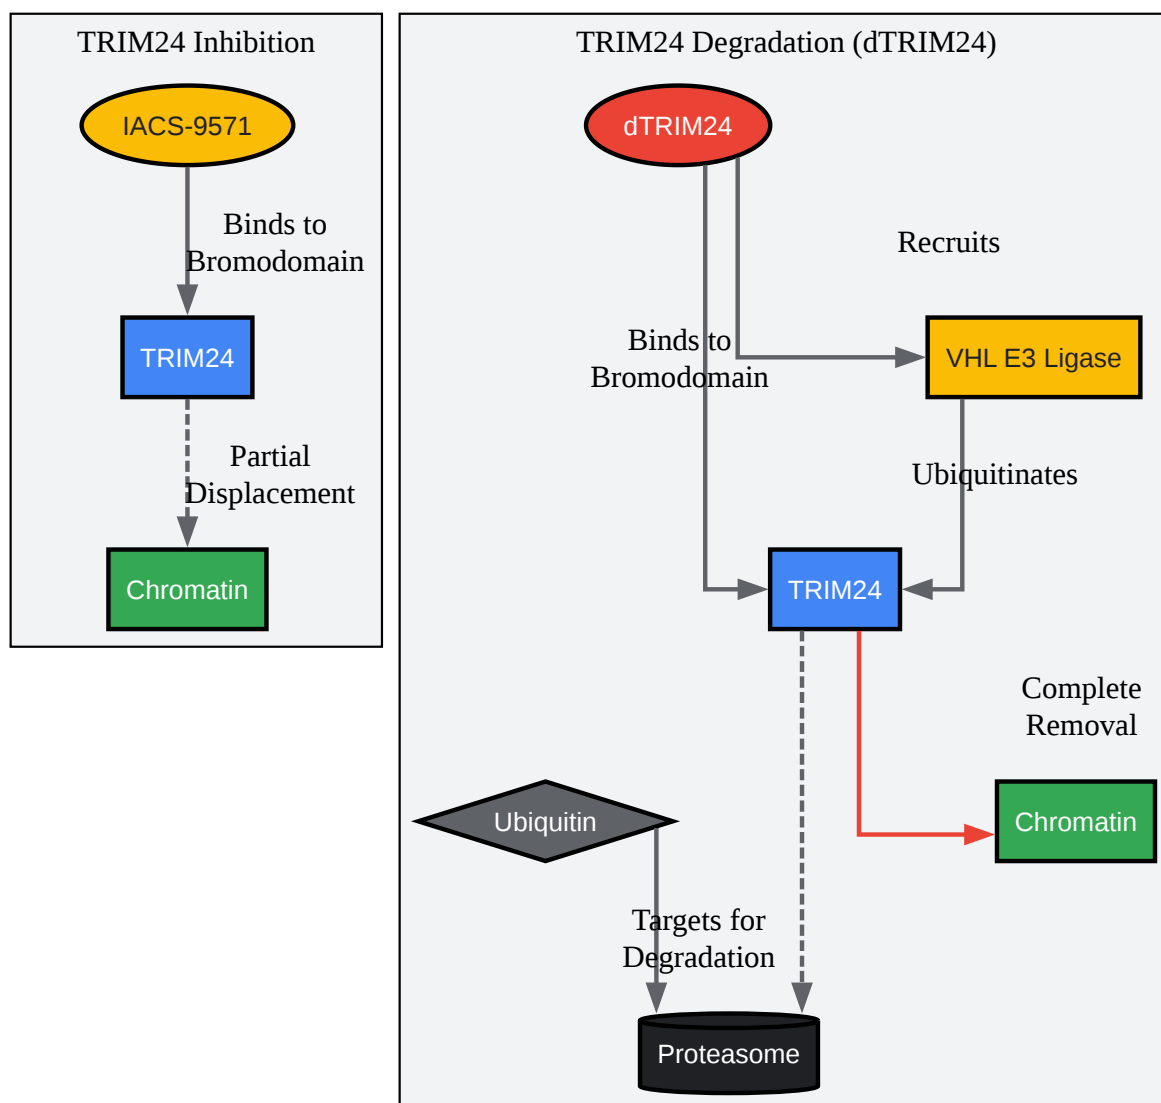 TRIM24 Inhibition
IACS-9571
Binds to
Bromodomain
TRIM24
Partial
Displacement
Chromatin
TRIM24 Degradation (dTRIM24)
dTRIM24
Recruits
Binds to
Bromodomain
VHL E3 Ligase
Ubiquitinates
TRIM24
Complete
Removal
Ubiquitin
Chromatin
Targets for
Degradation
Proteasome